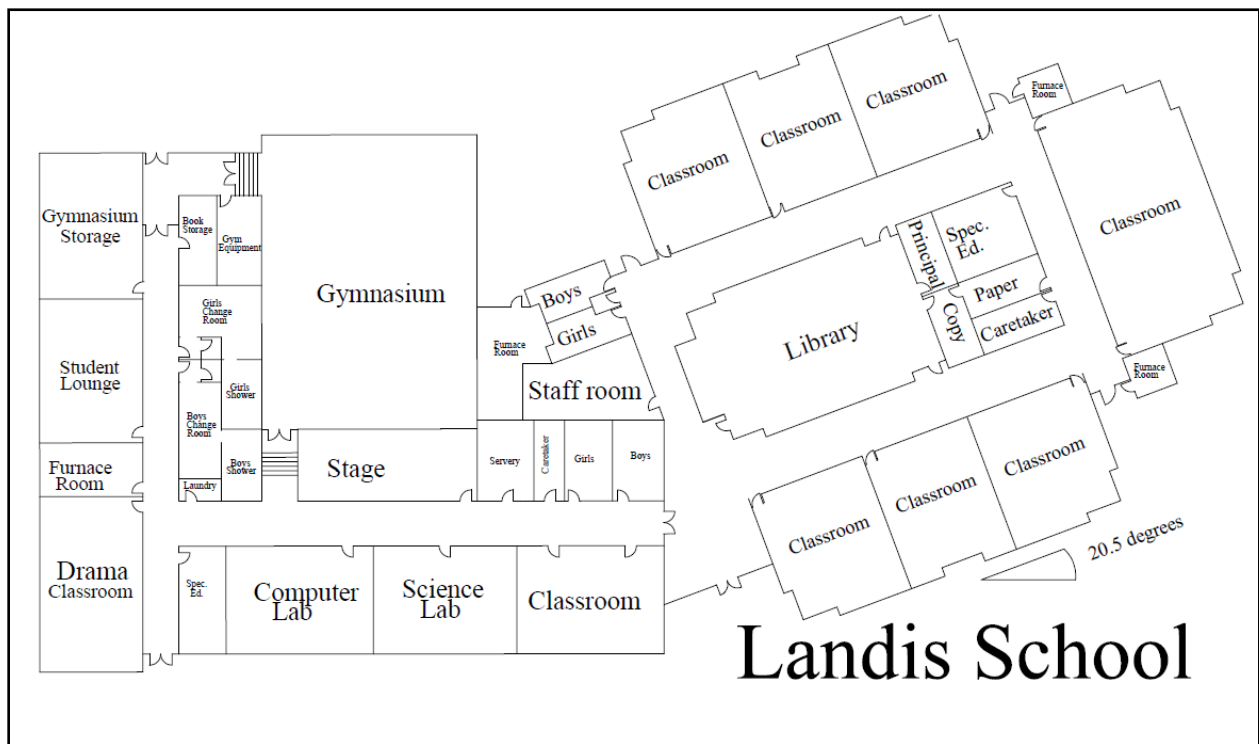 Classroom
Classroom
Classroom
Furnace
Room
Classroom
Gymnasium
Storage
Book
Storage
Gym
Equipment
Principal
Spec.
Ed.
Paper
Copy
Caretaker
Library
Gymnasium
Boys
Girls
Furnace
Room
Staff room
Girls
Change
Room
Student
Lounge
Girls
Shower
Boys
Change
Room
Boys
Shower
Furnace
Room
Laundry
Stage
Servery
Caretaker
Girls
Boys
Furnace
Room
Classroom
Classroom
Classroom
20.5 degrees
Drama
Classroom
Spec.
Ed.
Computer
Lab
Science
Lab
Classroom
Landis School